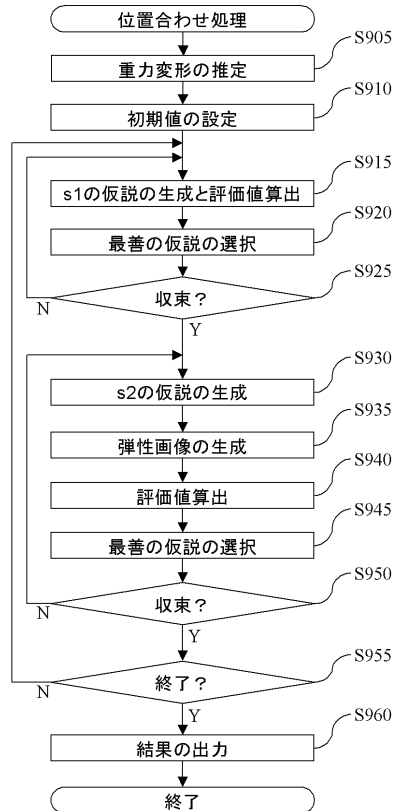 位置合わせ処理
S905
重力変形の推定
S910
初期値の設定
S915
s1の仮説の生成と評価値算出
S920
最善の仮説の選択
S925
収束？
N
Y
S930
s2の仮説の生成
S935
弾性画像の生成
S940
評価値算出
S945
最善の仮説の選択
S950
収束？
N
Y
S955
終了？
N
Y
S960
結果の出力
終了